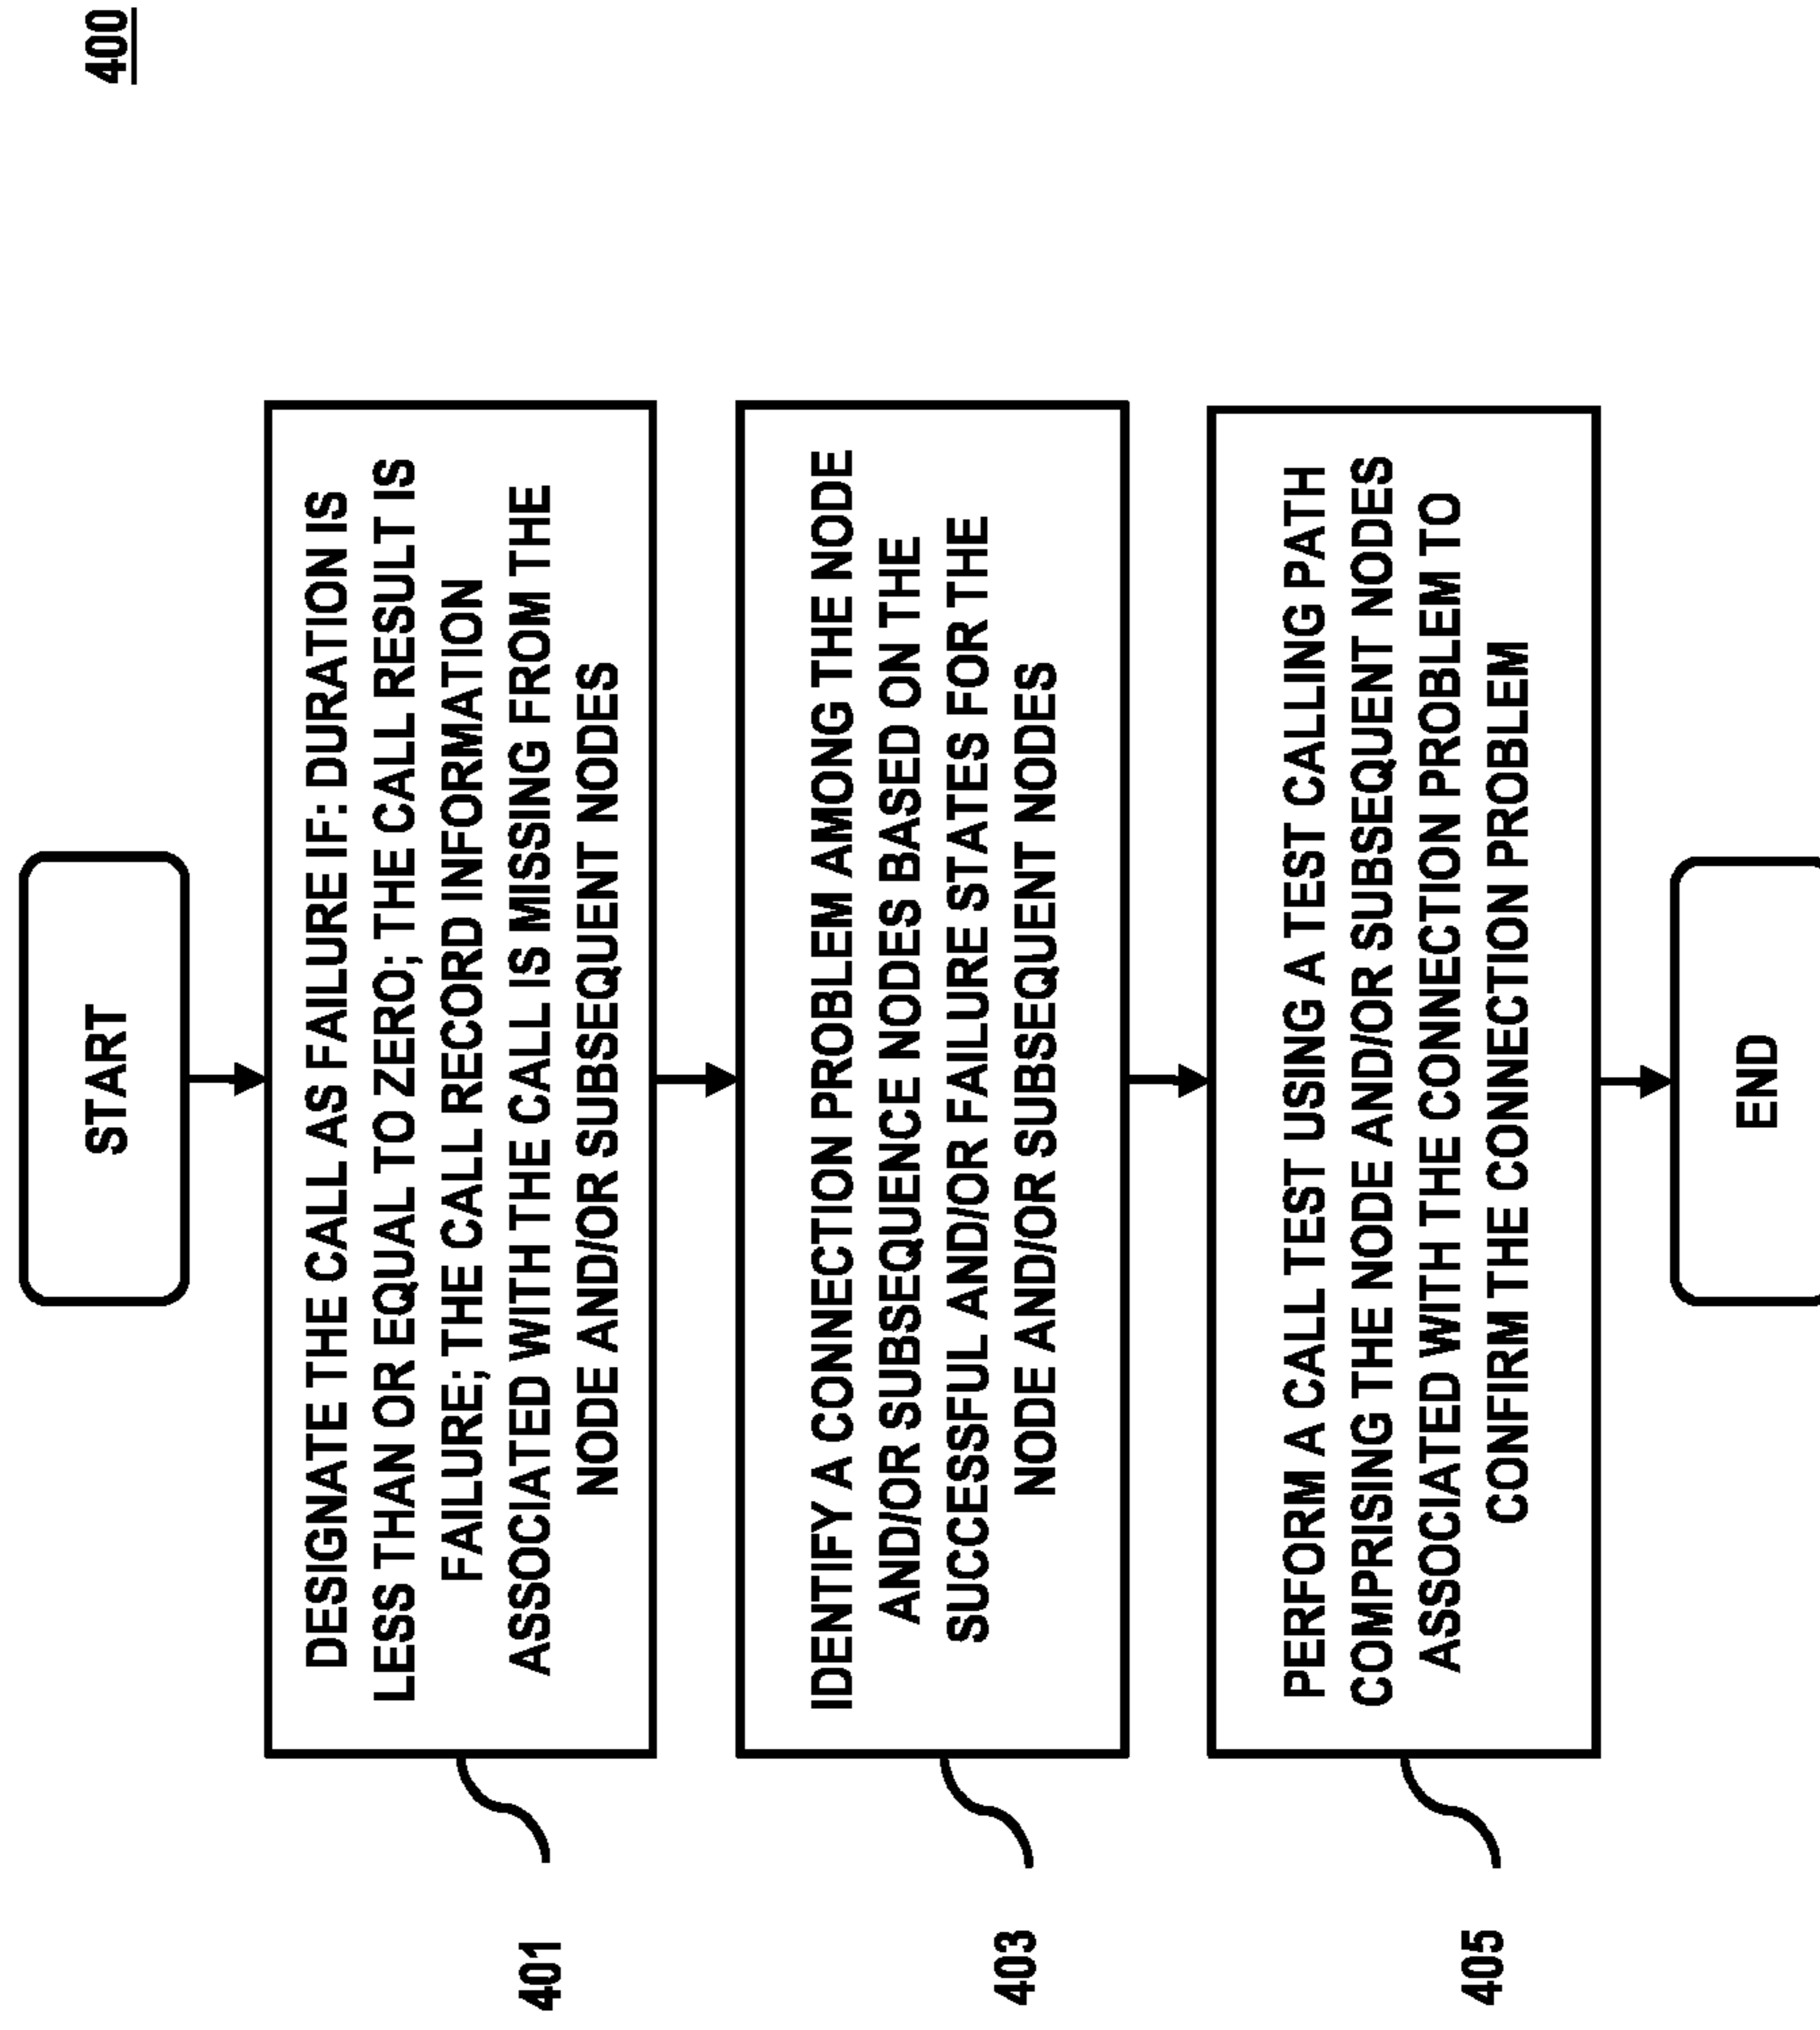 400
START
DESIGNATE THE CALL AS FAILURE IF: DURATION IS
LESS THAN OR EQUAL TO ZERO; THE CALL RESULT IS
FAILURE; THE CALL RECORD INFORMATION
ASSOCIATED WITH THE CALL IS MISSING FROM THE
NODE AND/OR SUBSEQUENT NODES
401
IDENTIFY A CONNECTION PROBLEM AMONG THE NODE
AND/OR SUBSEQUENCE NODES BASED ON THE
SUCCESSFUL AND/OR FAILURE STATES FOR THE
NODE AND/OR SUBSEQUENT NODES
403
PERFORM A CALL TEST USING A TEST CALLING PATH
COMPRISING THE NODE AND/OR SUBSEQUENT NODES
ASSOCIATED WITH THE CONNECTION PROBLEM TO
CONFIRM THE CONNECTION PROBLEM
405
END